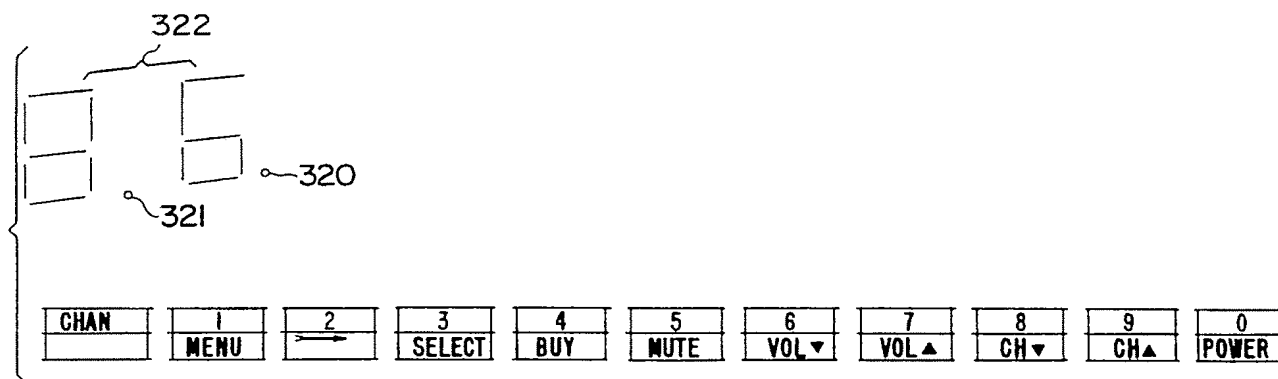 322
86
320
321
CHAN 1 2 3 4 5 6 7 8 9 0
MENU → SELECT BUY MUTE VOL▼ VOL▲ CH▼ CH▲ POWER